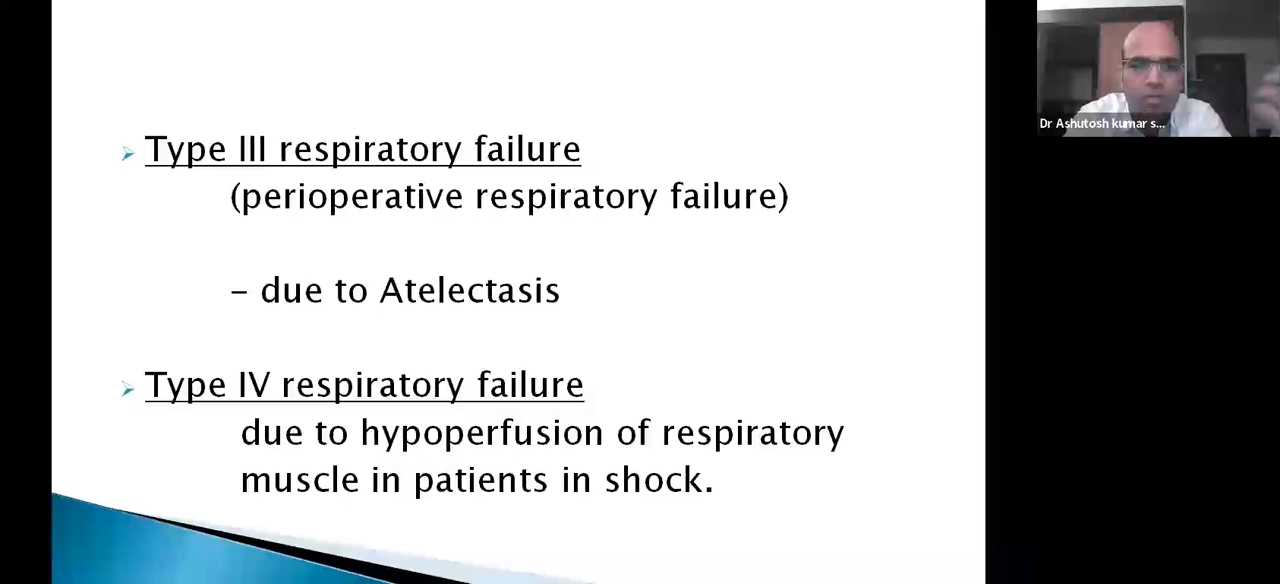 Type III respiratory failure
(perioperative respiratory failure)
– due to Atelectasis
Type IV respiratory failure
due to hypoperfusion of respiratory
muscle in patients in shock.
Dr Ashutosh kumar s...